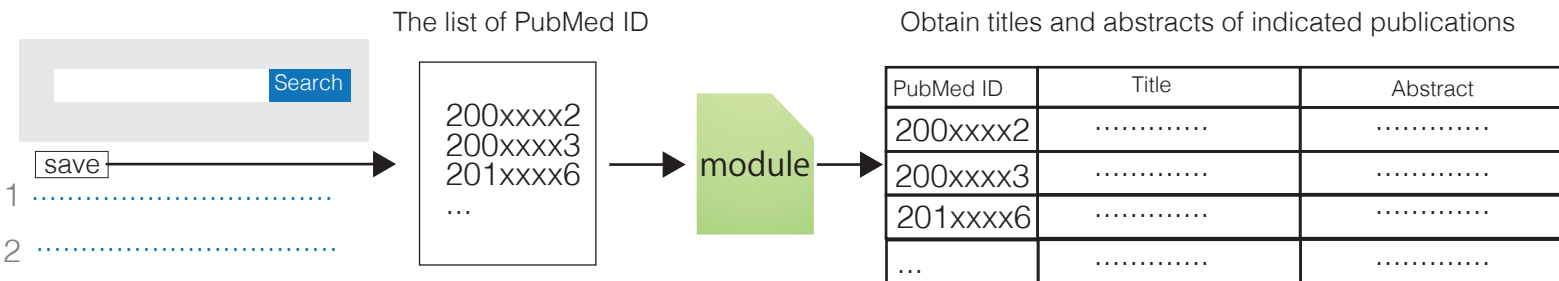 The list of PubMed ID
Obtain titles and abstracts of indicated publications
Search
save
1 ..................................
2 ..................................
200xxxx2
200xxxx3
201xxxx6
...
module
PubMed ID Title Abstract
200xxxx2 ............. .............
200xxxx3 ............. .............
201xxxx6 ............. .............
... ............. .............